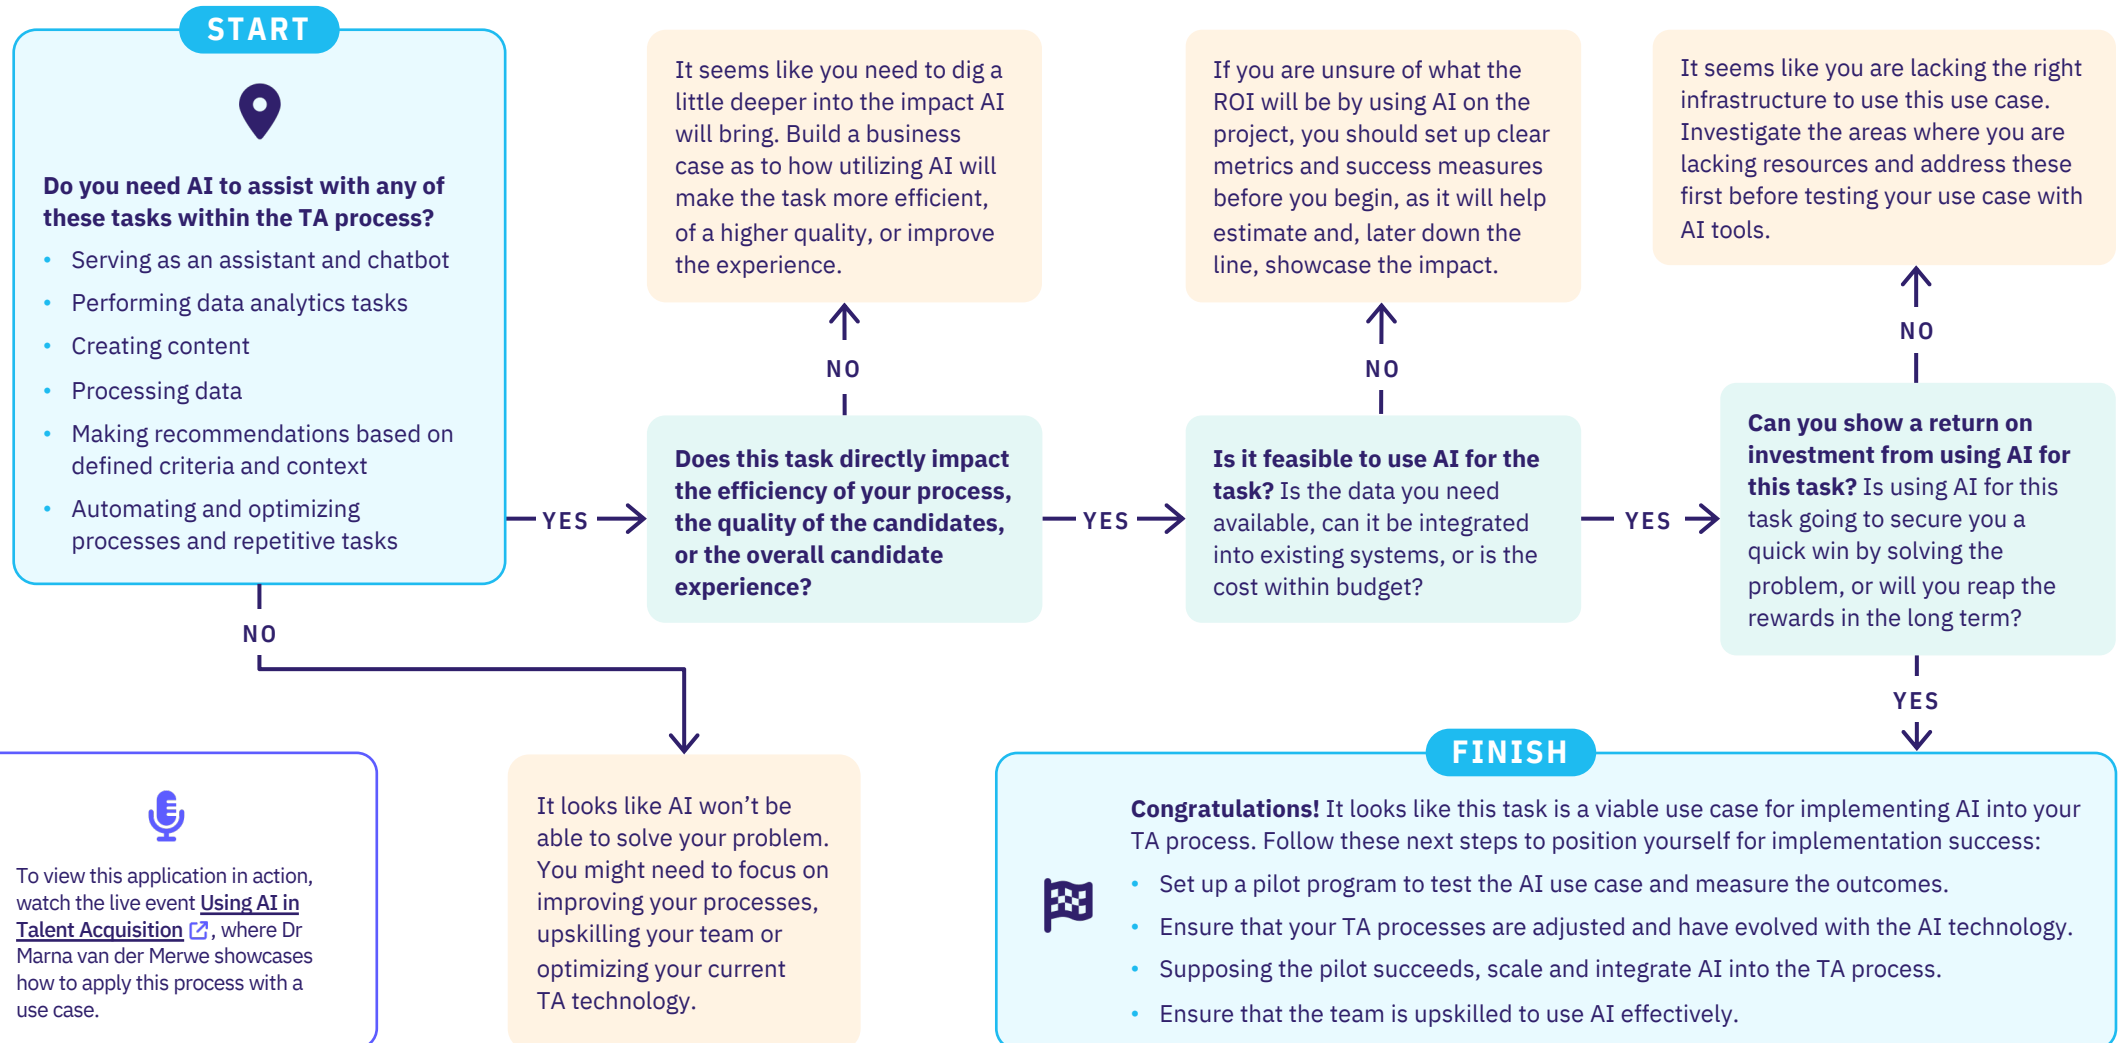 START
Do you need AI to assist with any of
these tasks within the TA process?
• Serving as an assistant and chatbot
• Performing data analytics tasks
• Creating content
• Processing data
• Making recommendations based on
defined criteria and context
• Automating and optimizing
processes and repetitive tasks
YES
NO
It seems like you need to dig a
little deeper into the impact AI
will bring. Build a business
case as to how utilizing AI will
make the task more efficient,
of a higher quality, or improve
the experience.
NO
Does this task directly impact
the efficiency of your process,
the quality of the candidates,
or the overall candidate
experience?
YES
If you are unsure of what the
ROI will be by using AI on the
project, you should set up clear
metrics and success measures
before you begin, as it will help
estimate and, later down the
line, showcase the impact.
NO
Is it feasible to use AI for the
task? Is the data you need
available, can it be integrated
into existing systems, or is the
cost within budget?
YES
It seems like you are lacking the right
infrastructure to use this use case.
Investigate the areas where you are
lacking resources and address these
first before testing your use case with
AI tools.
NO
Can you show a return on
investment from using AI for
this task? Is using AI for this
task going to secure you a
quick win by solving the
problem, or will you reap the
rewards in the long term?
YES
To view this application in action,
watch the live event Using AI in
Talent Acquisition, where Dr
Marna van der Merwe showcases
how to apply this process with a
use case.
It looks like AI won’t be
able to solve your problem.
You might need to focus on
improving your processes,
upskilling your team or
optimizing your current
TA technology.
FINISH
Congratulations! It looks like this task is a viable use case for implementing AI into your
TA process. Follow these next steps to position yourself for implementation success:
• Set up a pilot program to test the AI use case and measure the outcomes.
• Ensure that your TA processes are adjusted and have evolved with the AI technology.
• Supposing the pilot succeeds, scale and integrate AI into the TA process.
• Ensure that the team is upskilled to use AI effectively.